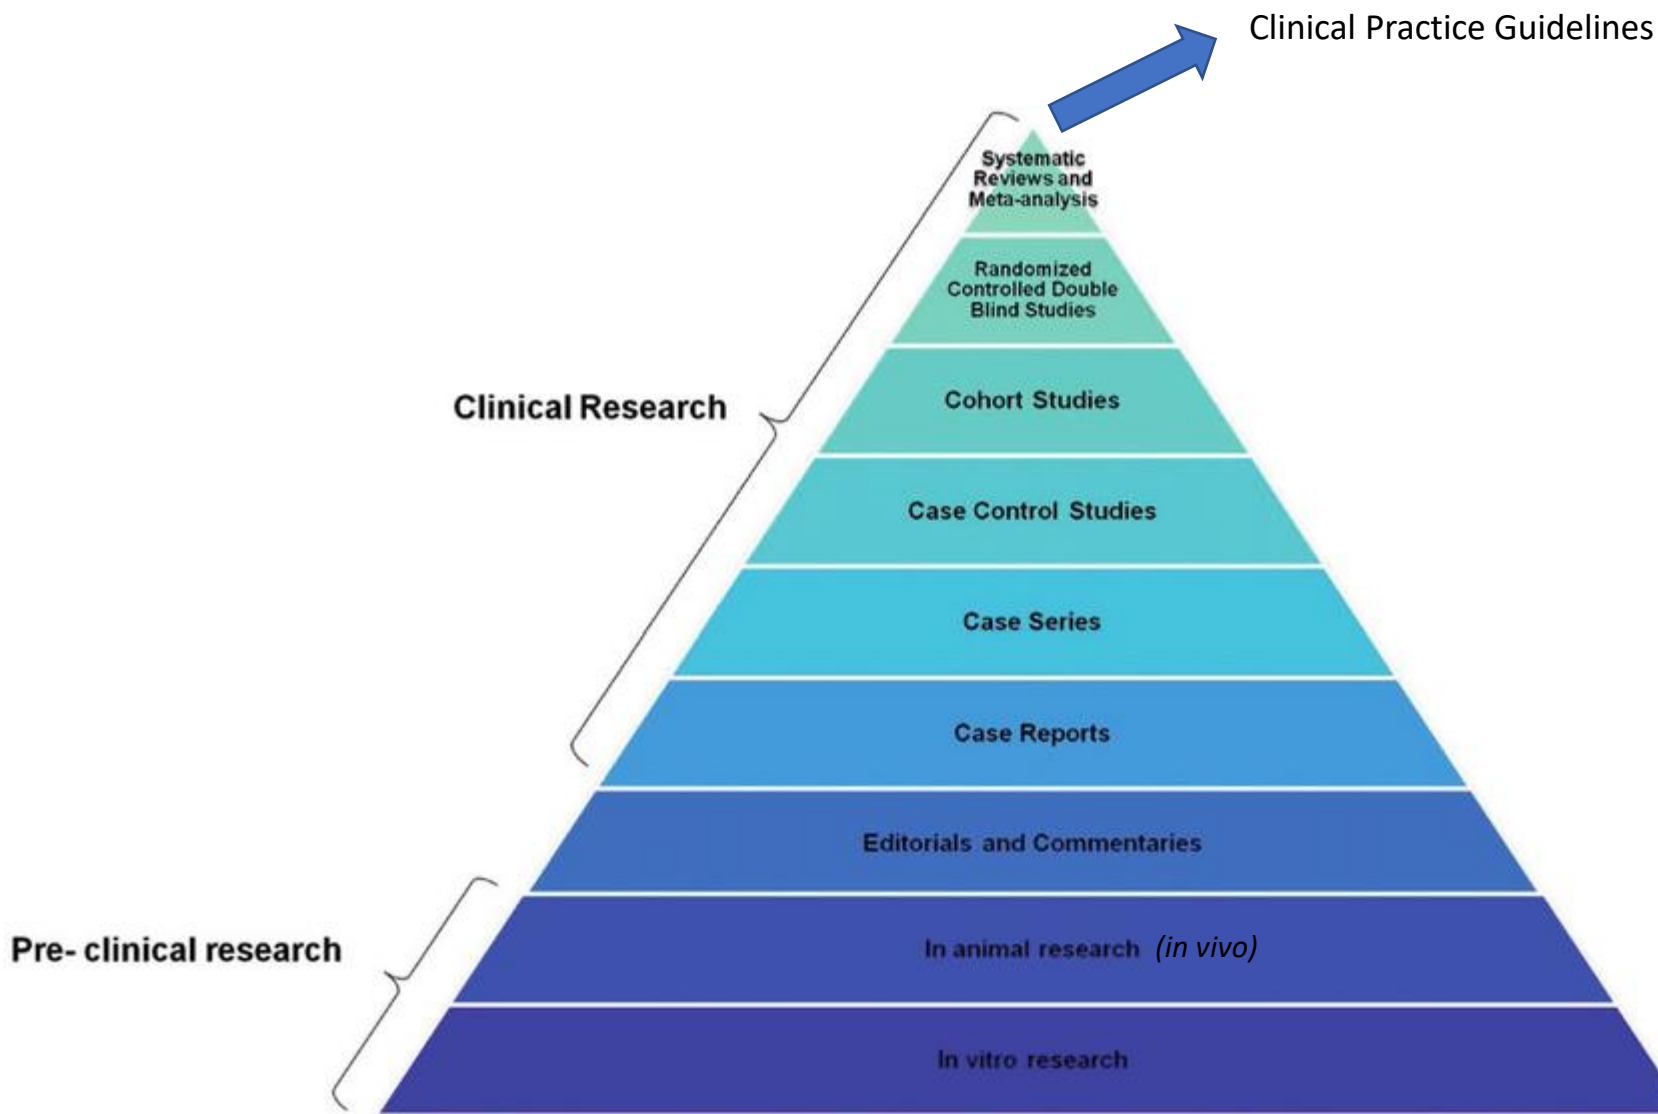 Clinical Practice Guidelines
Systematic
Reviews and
Meta-analysis
Randomized
Controlled Double
Blind Studies
Clinical Research
Cohort Studies
Case Control Studies
Case Series
Case Reports
Editorials and Commentaries
Pre- clinical research
In animal research (in vivo)
In vitro research